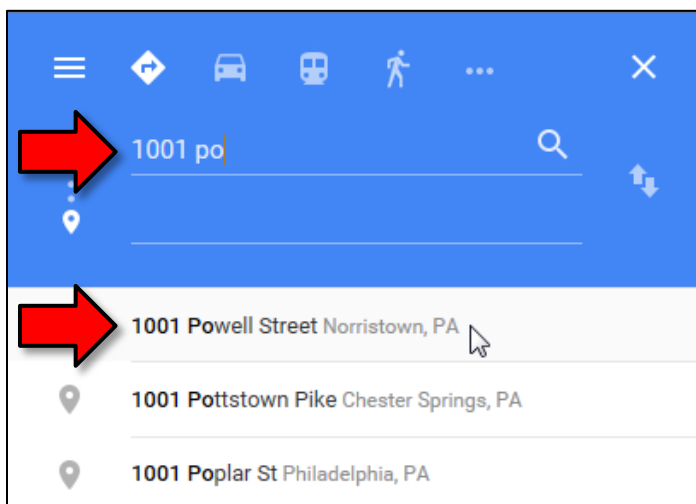 1001 po
1001 Powell Street Norristown, PA
1001 Pottstown Pike Chester Springs, PA
1001 Poplar St Philadelphia, PA